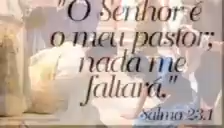 "O Senhor é
o meu pastor;
nada me
faltará."
Salmo 23.1